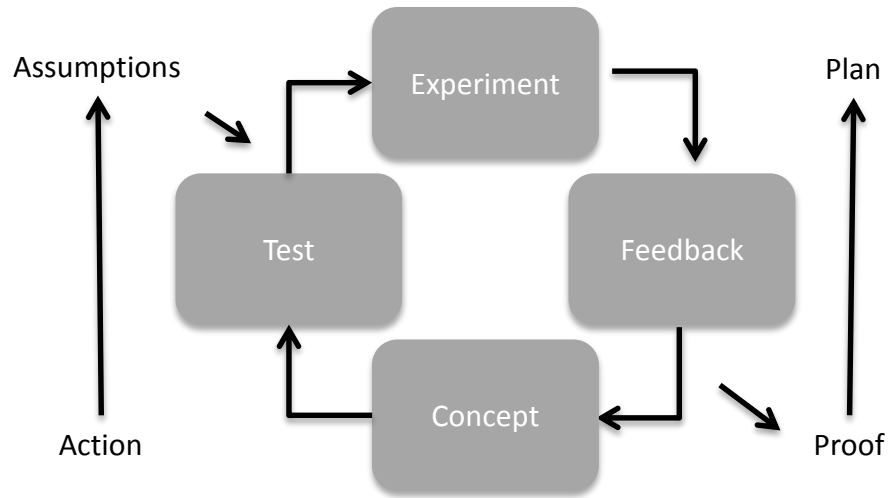 Assumptions
Experiment
Plan
Test
Feedback
Concept
Action
Proof